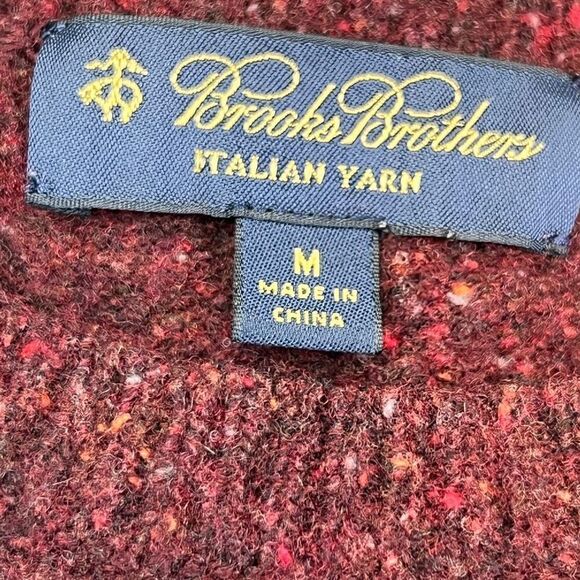 Brooks Brothers
ITALIAN YARN
M
MADE IN
CHINA